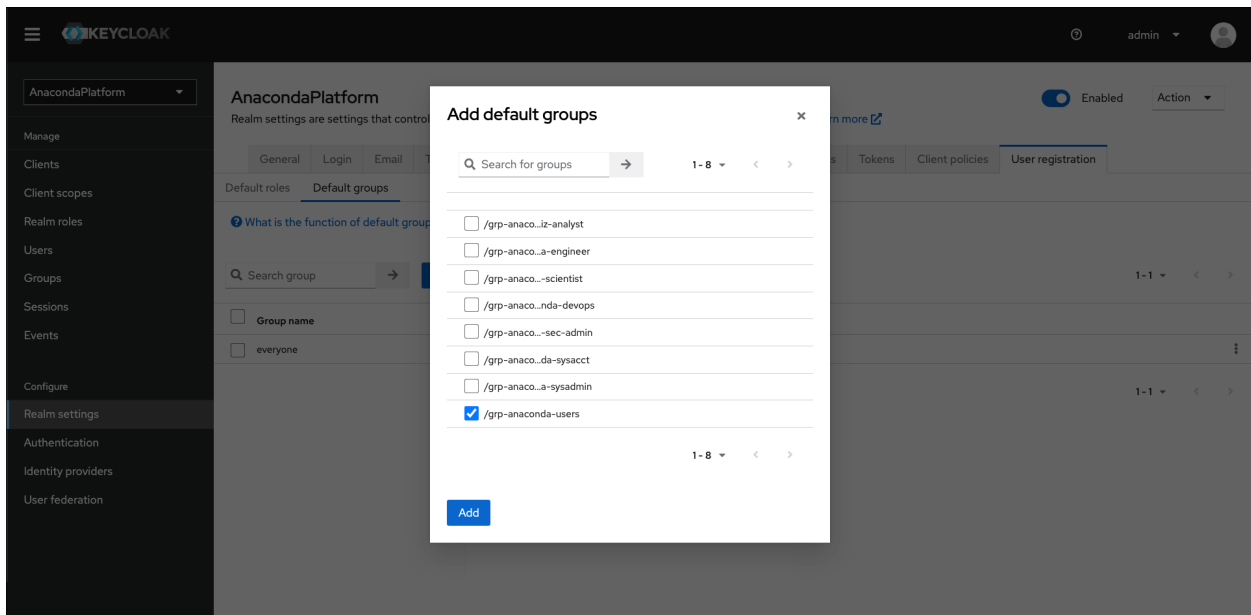 KEYCLOAK
admin
AnacondaPlatform
Manage
Clients
Client scopes
Realm roles
Users
Groups
Sessions
Events
Configure
Realm settings
Authentication
Identity providers
User federation
AnacondaPlatform
Enabled
Action
Realm settings are settings that control
rn more
General Login Email T
s Tokens Client policies User registration
Default roles Default groups
What is the function of default group
Search group
1-1
Group name
everyone
1-1
Add default groups
Search for groups
1-8
/grp-anaco...iz-analyst
/grp-anaco...a-engineer
/grp-anaco...-scientist
/grp-anaco...nda-devops
/grp-anaco...-sec-admin
/grp-anaco...da-sysacct
/grp-anaco...a-sysadmin
/grp-anaconda-users
1-8
Add